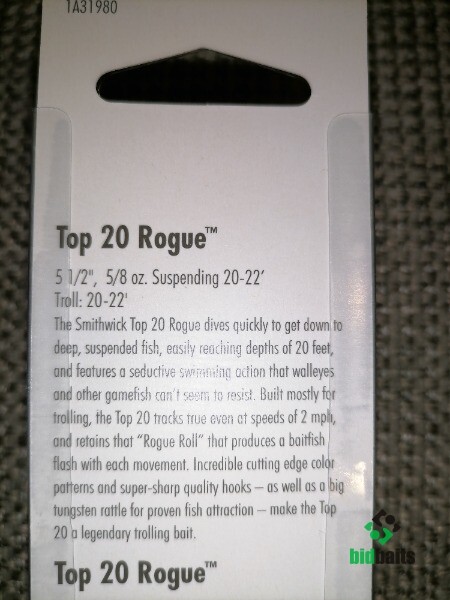 1A31980
Top 20 Rogue™
5 1/2", 5/8 oz. Suspending 20-22'
Troll: 20-22'
The Smithwick Top 20 Rogue dives quickly to get down to
deep, suspended fish, easily reaching depths of 20 feet,
and features a seductive swimming action that walleyes
and other gamefish can't seem to resist. Built mostly for
trolling, the Top 20 tracks true even at speeds of 2 mph,
and retains that "Rogue Roll" that produces a baitfish
flash with each movement. Incredible cutting edge color
patterns and super-sharp quality hooks – as well as a big
tungsten rattle for proven fish attraction – make the Top
20 a legendary trolling bait.
bidbaits
Top 20 Rogue™